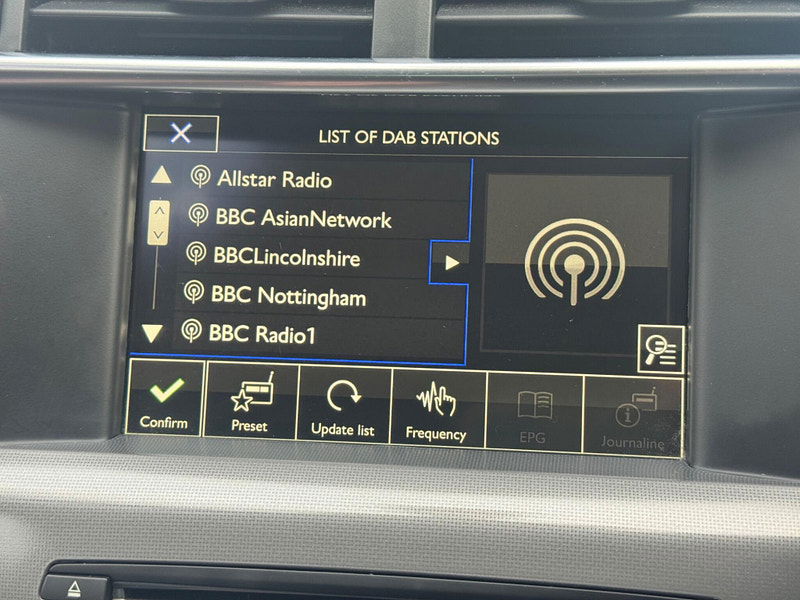 LIST OF DAB STATIONS
Allstar Radio
BBC AsianNetwork
BBCLincolnshire
BBC Nottingham
BBC Radio1
Confirm
Preset
Update list
Frequency
EPG
Journaline